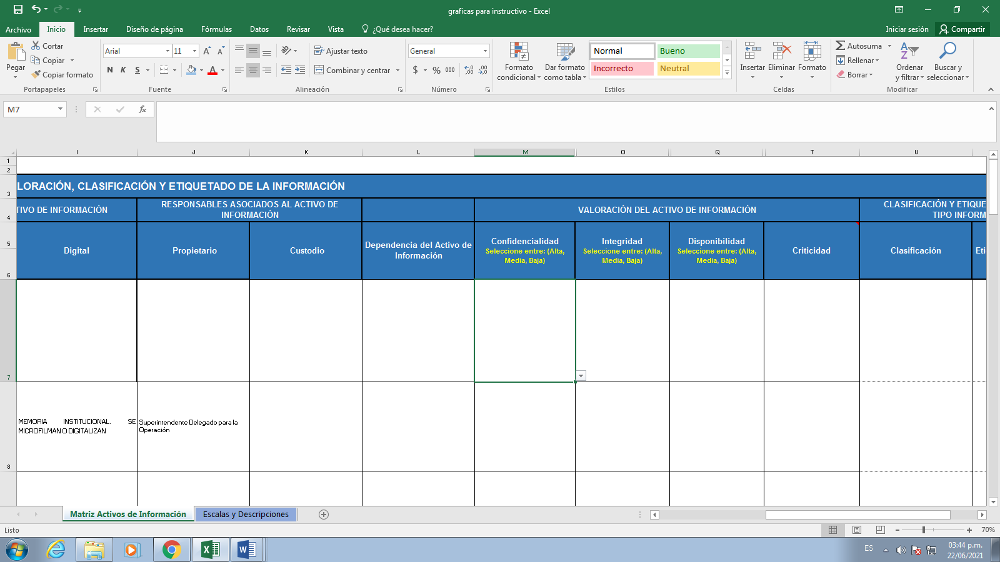 graficas para instructivo - Excel
Archivo Inicio Insertar Diseño de página Fórmulas Datos Revisar Vista ¿Qué desea hacer? Iniciar sesión Compartir
Pegar
Cortar
Copiar
Copiar formato
Portapapeles
Arial 11
N K S
Fuente
Ajustar texto
Combinar y centrar
Alineación
General
$ % 000
Número
Formato condicional
Dar formato como tabla
Normal Bueno
Incorrecto Neutral
Estilos
Insertar Eliminar Formato
Celdas
Autosuma
Rellenar
Borrar
Ordenar y filtrar
Buscar y seleccionar
Modificar
M7 fx
I J K L M O Q T U
1
2
3 LORACIÓN, CLASIFICACIÓN Y ETIQUETADO DE LA INFORMACIÓN
4 TIVO DE INFORMACIÓN
RESPONSABLES ASOCIADOS AL ACTIVO DE
INFORMACIÓN
VALORACIÓN DEL ACTIVO DE INFORMACIÓN
CLASIFICACIÓN Y ETIQUE
TIPO INFORM
5
6
Digital
Propietario
Custodio
Dependencia del Activo de
Información
Confidencialidad
Seleccione entre: (Alta,
Media, Baja)
Integridad
Seleccione entre: (Alta,
Media, Baja)
Disponibilidad
Seleccione entre: (Alta,
Media, Baja)
Criticidad
Clasificación
Eti
7
MEMORIA INSTITUCIONAL. SE
MICROFILMAN O DIGITALIZAN
Superintendente Delegado para la
Operación
8
Matriz Activos de Información Escalas y Descripciones
Listo 70%
ES 03:44 p.m.
22/06/2021